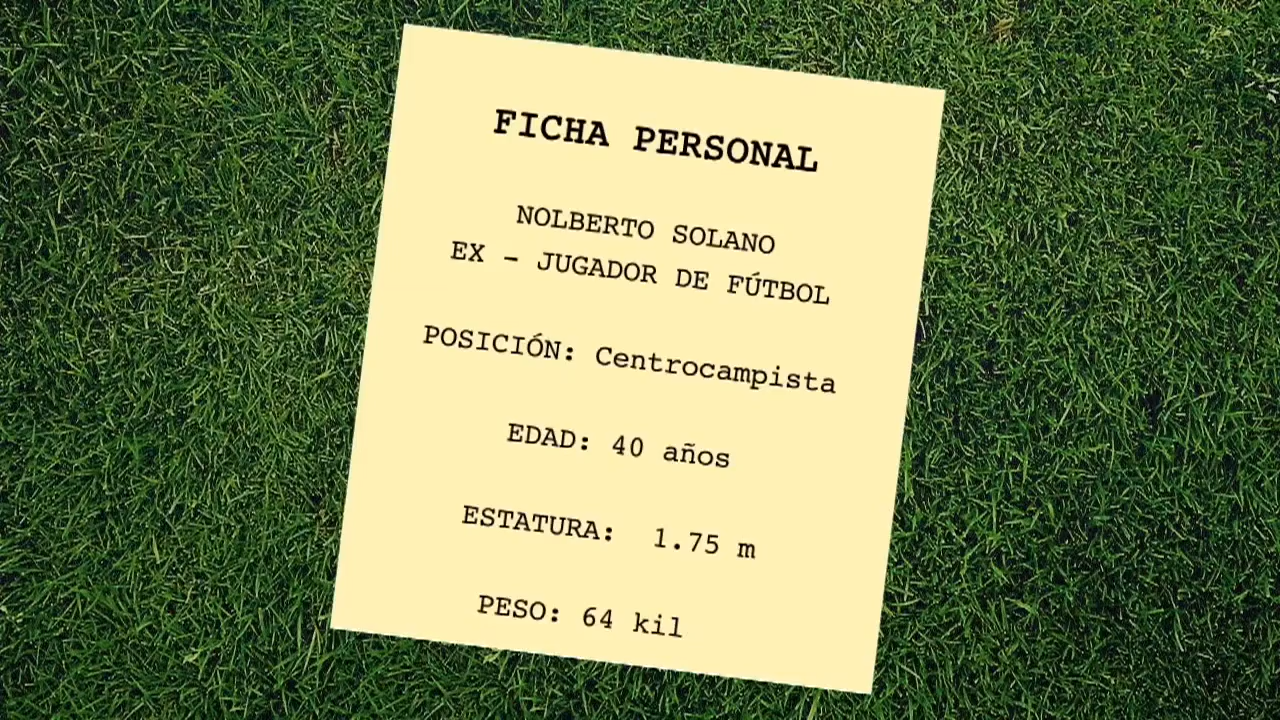 FICHA PERSONAL
NOLBERTO SOLANO
EX - JUGADOR DE FÚTBOL
POSICIÓN: Centrocampista
EDAD: 40 años
ESTATURA: 1.75 m
PESO: 64 kil